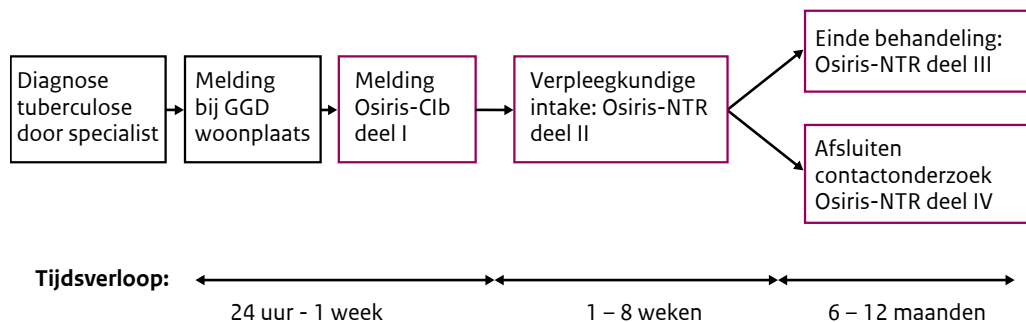 Diagnose
tuberculose
door specialist
Melding
bij GGD
woonplaats
Melding
Osiris-CIb
deel I
Verpleegkundige
intake: Osiris-NTR
deel II
Einde behandeling:
Osiris-NTR deel III
Afsluiten
contactonderzoek
Osiris-NTR deel IV
Tijdsverloop:
24 uur - 1 week
1 – 8 weken
6 – 12 maanden